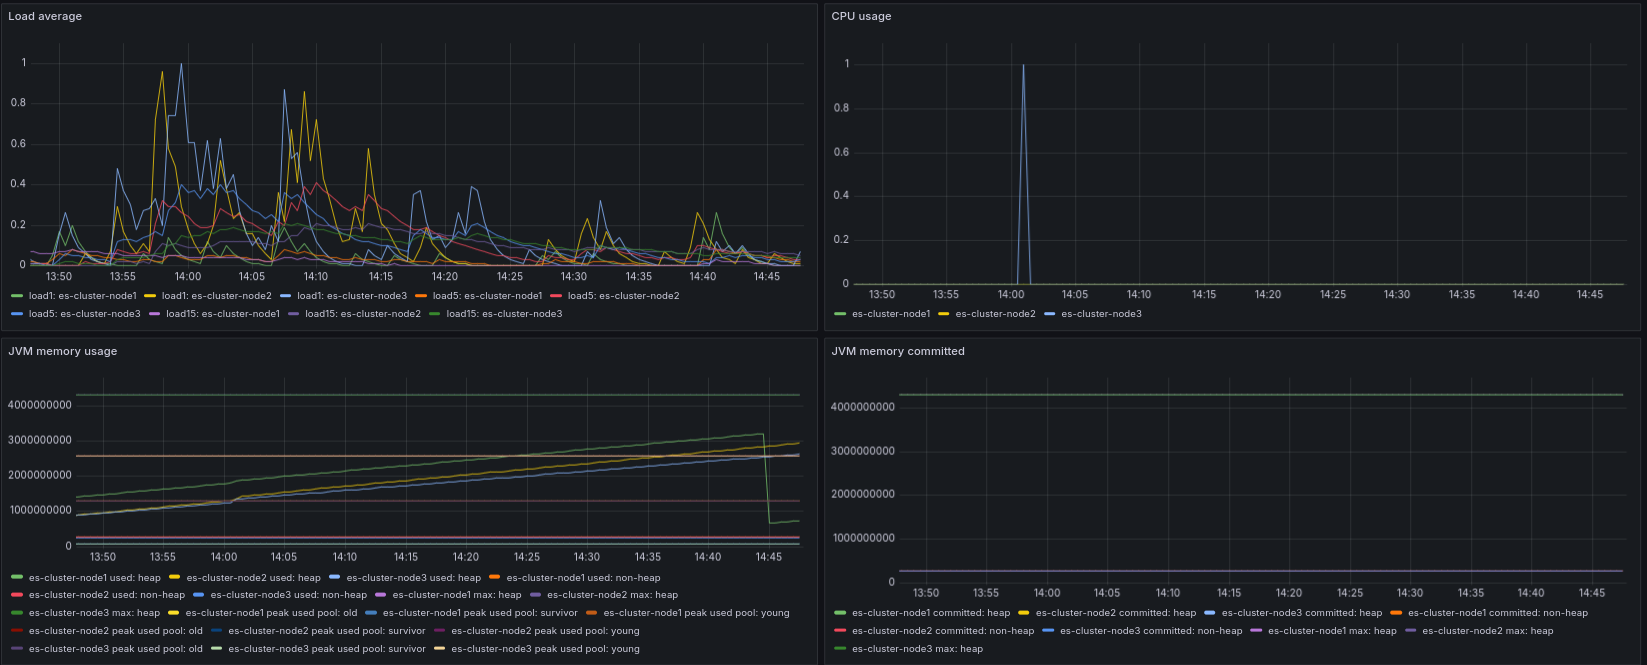 Load average
1
0.8
0.6
0.4
0.2
0
13:50 13:55 14:00 14:05 14:10 14:15 14:20 14:25 14:30 14:35 14:40 14:45
load1: es-cluster-node1 load1: es-cluster-node2 load1: es-cluster-node3 load5: es-cluster-node1 load5: es-cluster-node2
load5: es-cluster-node3 load15: es-cluster-node1 load15: es-cluster-node2 load15: es-cluster-node3
CPU usage
1
0.8
0.6
0.4
0.2
0
13:50 13:55 14:00 14:05 14:10 14:15 14:20 14:25 14:30 14:35 14:40 14:45
es-cluster-node1 es-cluster-node2 es-cluster-node3
JVM memory usage
4000000000
3000000000
2000000000
1000000000
0
13:50 13:55 14:00 14:05 14:10 14:15 14:20 14:25 14:30 14:35 14:40 14:45
es-cluster-node1 used: heap es-cluster-node2 used: heap es-cluster-node3 used: heap es-cluster-node1 used: non-heap
es-cluster-node2 used: non-heap es-cluster-node3 used: non-heap es-cluster-node1 max: heap es-cluster-node2 max: heap
es-cluster-node3 max: heap es-cluster-node1 peak used pool: old es-cluster-node1 peak used pool: survivor es-cluster-node1 peak used pool: young
es-cluster-node2 peak used pool: old es-cluster-node2 peak used pool: survivor es-cluster-node2 peak used pool: young
es-cluster-node3 peak used pool: old es-cluster-node3 peak used pool: survivor es-cluster-node3 peak used pool: young
JVM memory committed
4000000000
3000000000
2000000000
1000000000
0
13:50 13:55 14:00 14:05 14:10 14:15 14:20 14:25 14:30 14:35 14:40 14:45
es-cluster-node1 committed: heap es-cluster-node2 committed: heap es-cluster-node3 committed: heap es-cluster-node1 committed: non-heap
es-cluster-node2 committed: non-heap es-cluster-node3 committed: non-heap es-cluster-node1 max: heap es-cluster-node2 max: heap
es-cluster-node3 max: heap